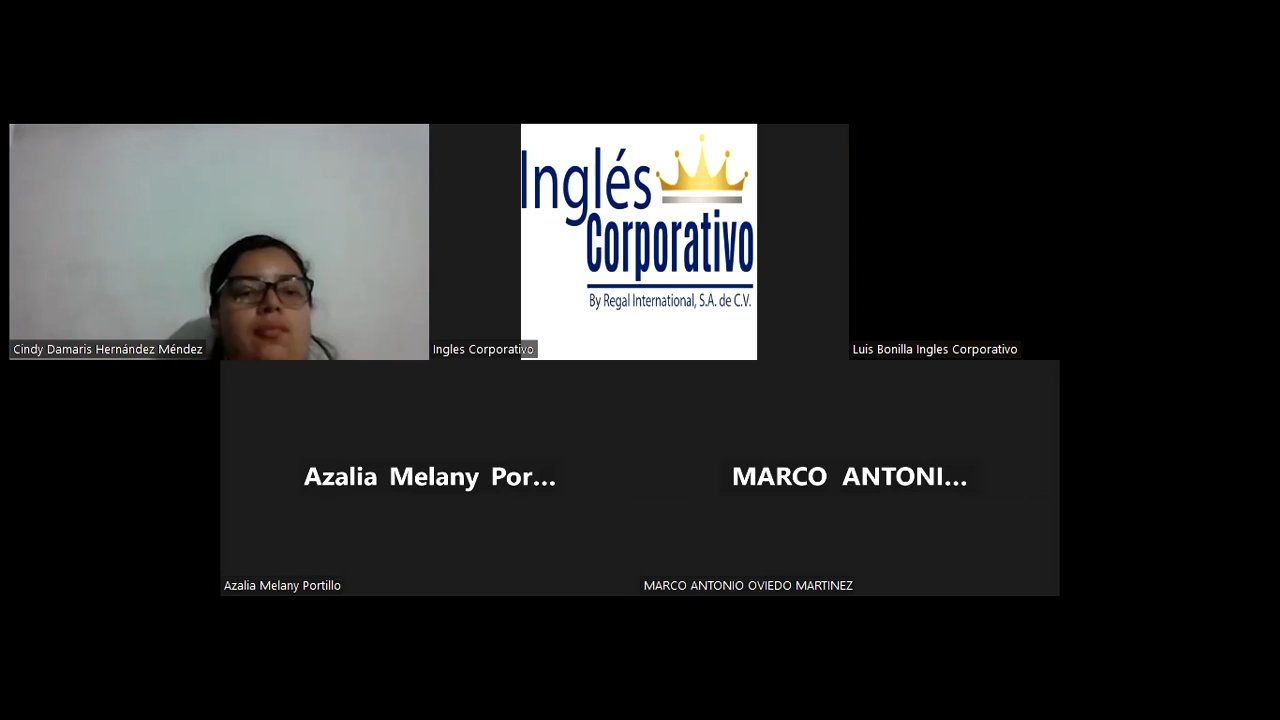 Inglés
Corporativo
By Regal International, S.A. de C.V.
Cindy Damaris Hernández Méndez
Ingles Corporativo
Luis Bonilla Ingles Corporativo
Azalia Melany Por...
MARCO ANTONI...
Azalia Melany Portillo
MARCO ANTONIO OVIEDO MARTINEZ